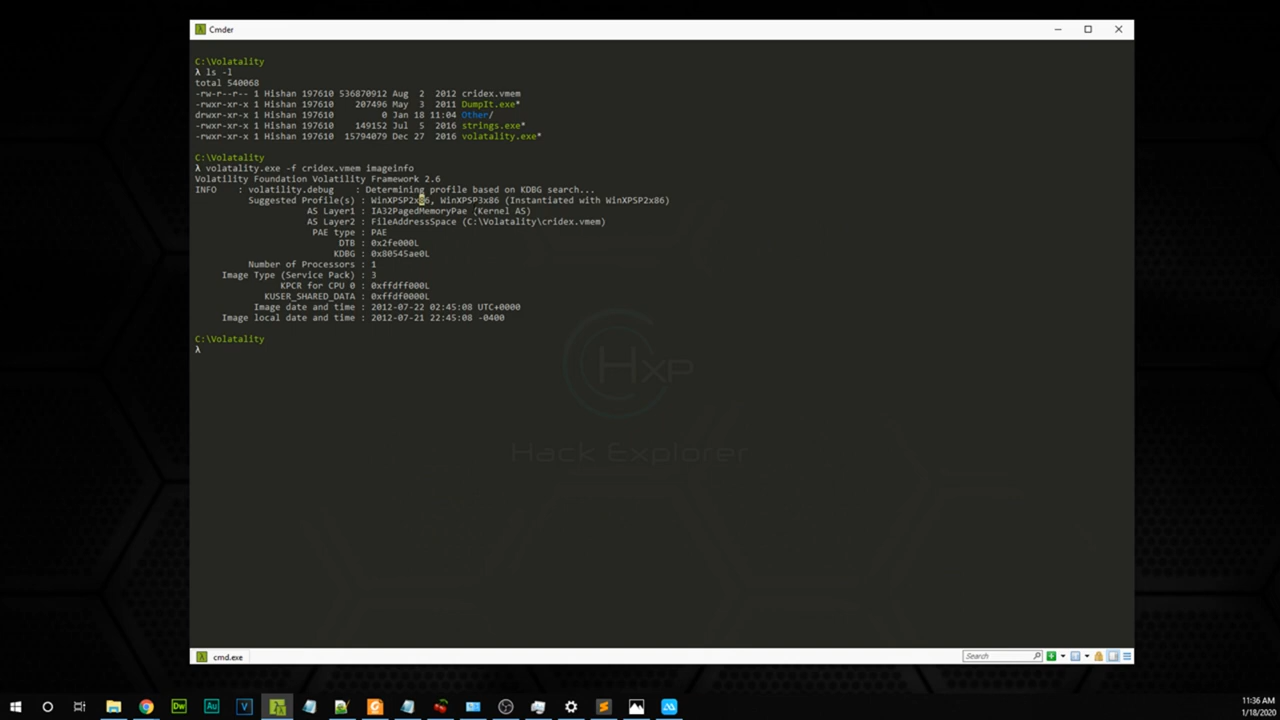 Cmder
C:\Volatality
λ ls -l
total 540068
-rw-r--r-- 1 Hishan 197610 536870912 Aug  2  2012 cridex.vmem
-rwxr-xr-x 1 Hishan 197610    207496 May  3  2011 DumpIt.exe*
drwxr-xr-x 1 Hishan 197610         0 Jan 18 11:04 Other/
-rwxr-xr-x 1 Hishan 197610    149152 Jul  5  2016 strings.exe*
-rwxr-xr-x 1 Hishan 197610  15794079 Dec 27  2016 volatality.exe*
C:\Volatality
λ volatality.exe -f cridex.vmem imageinfo
Volatility Foundation Volatility Framework 2.6
INFO    : volatility.debug    : Determining profile based on KDBG search...
Suggested Profile(s) : WinXPSP2x86, WinXPSP3x86 (Instantiated with WinXPSP2x86)
AS Layer1 : IA32PagedMemoryPae (Kernel AS)
AS Layer2 : FileAddressSpace (C:\Volatality\cridex.vmem)
PAE type : PAE
DTB : 0x2fe000L
KDBG : 0x80545ae0L
Number of Processors : 1
Image Type (Service Pack) : 3
KPCR for CPU 0 : 0xffdff000L
KUSER_SHARED_DATA : 0xffdf0000L
Image date and time : 2012-07-22 02:45:08 UTC+0000
Image local date and time : 2012-07-21 22:45:08 -0400
C:\Volatality
λ
HXP
Hack Explorer
cmd.exe
Search
Dw
Au
V
11:36 AM
1/18/2020